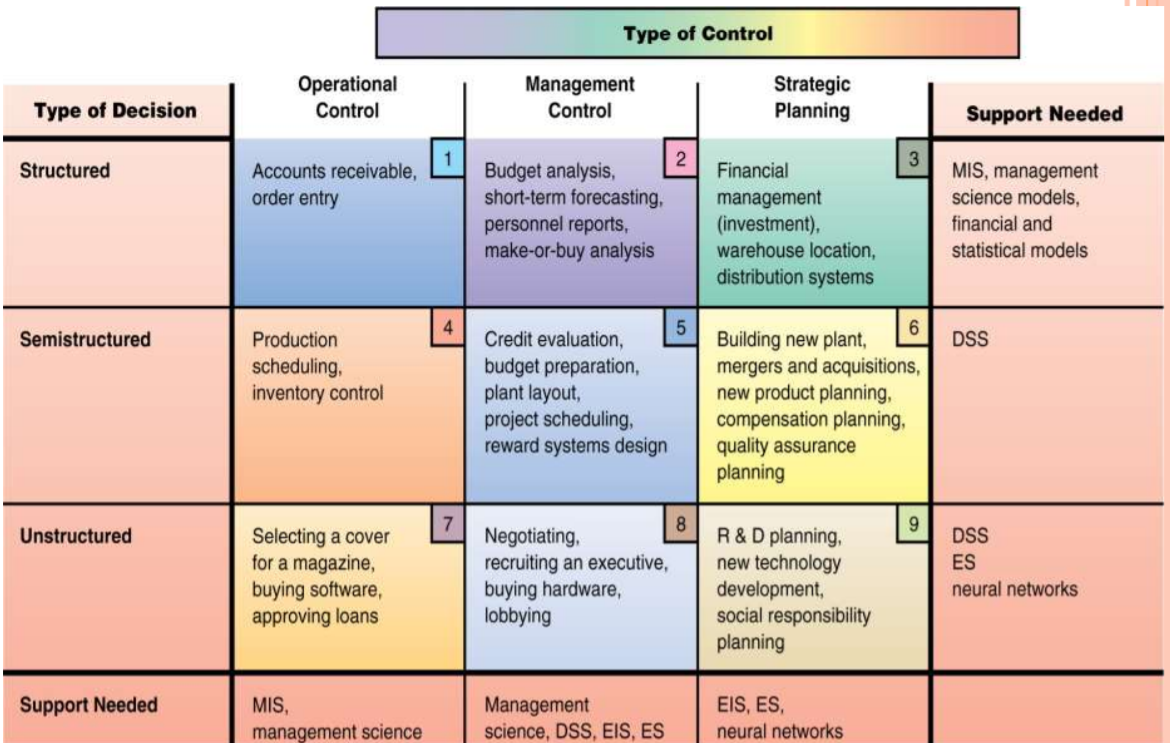 Type of Control
Type of Decision
Operational
Control
Management
Control
Strategic
Planning
Support Needed
Structured
Accounts receivable,
order entry
1
Budget analysis,
short-term forecasting,
personnel reports,
make-or-buy analysis
2
Financial
management
(investment),
warehouse location,
distribution systems
3
MIS, management
science models,
financial and
statistical models
Semistructured
Production
scheduling,
inventory control
4
Credit evaluation,
budget preparation,
plant layout,
project scheduling,
reward systems design
5
Building new plant,
mergers and acquisitions,
new product planning,
compensation planning,
quality assurance
planning
6
DSS
Unstructured
Selecting a cover
for a magazine,
buying software,
approving loans
7
Negotiating,
recruiting an executive,
buying hardware,
lobbying
8
R & D planning,
new technology
development,
social responsibility
planning
9
DSS
ES
neural networks
Support Needed
MIS,
management science
Management
science, DSS, EIS, ES
EIS, ES,
neural networks